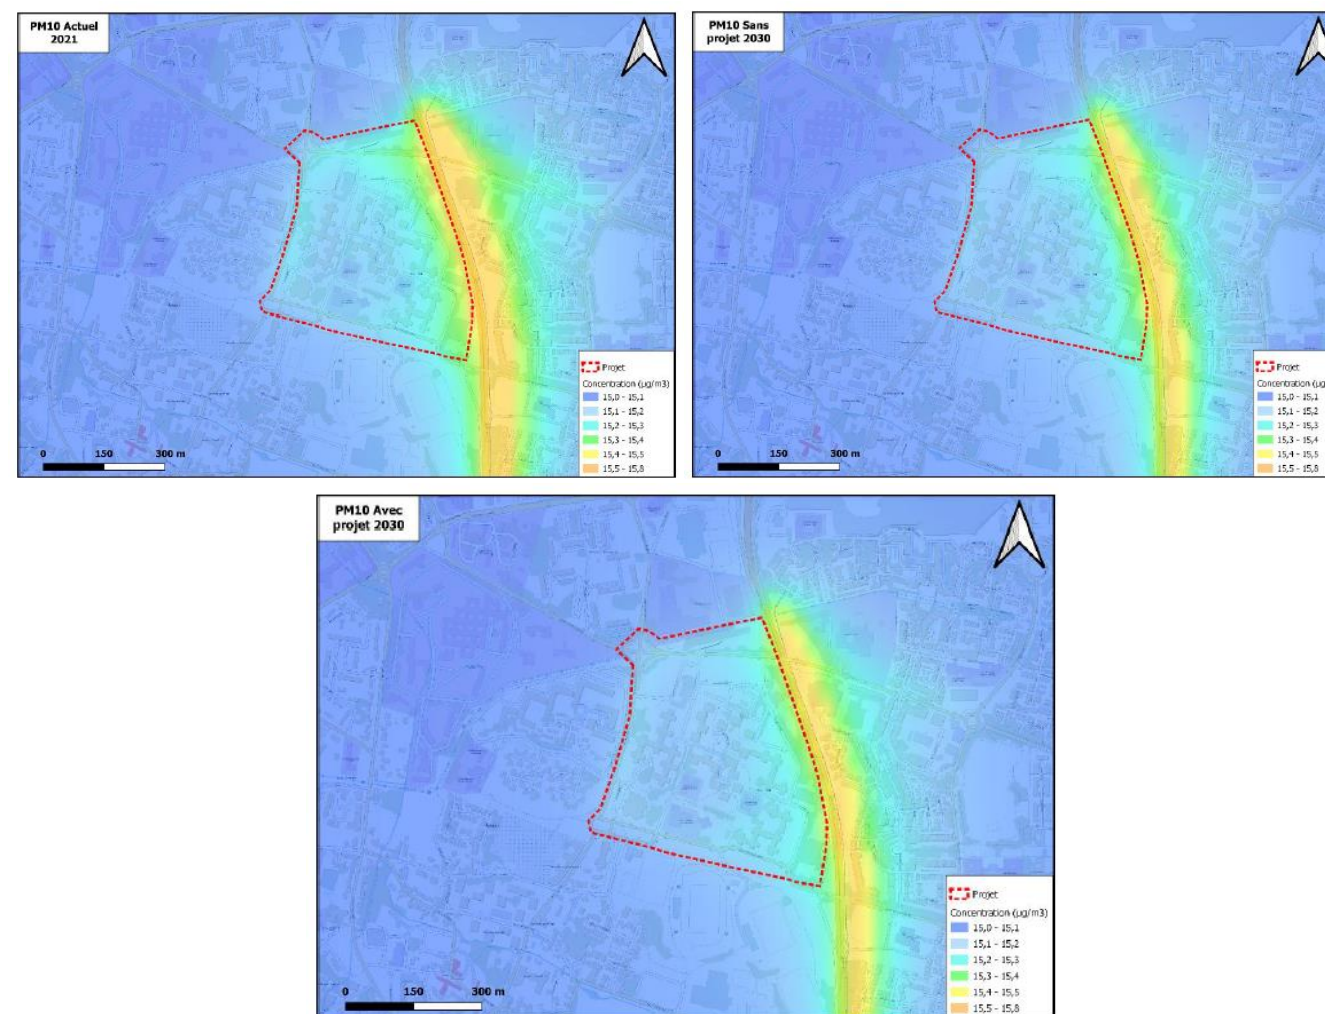 PM10 Actuel
2021
Projet
Concentration (µg/m3)
15,0 - 15,1
15,1 - 15,2
15,2 - 15,3
15,3 - 15,4
15,4 - 15,5
15,5 - 15,8
0 150 300 m
PM10 Sans
projet 2030
Projet
Concentration (µg/m
15,0 - 15,1
15,1 - 15,2
15,2 - 15,3
15,3 - 15,4
15,4 - 15,5
15,5 - 15,8
0 150 300 m
PM10 Avec
projet 2030
Projet
Concentration (µg/m3)
15,0 - 15,1
15,1 - 15,2
15,2 - 15,3
15,3 - 15,4
15,4 - 15,5
15,5 - 15,8
0 150 300 m